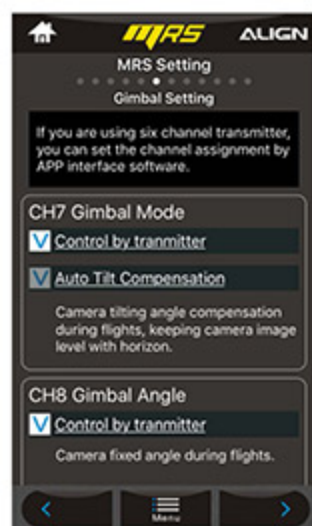 MRS ALIGN
MRS Setting
Gimbal Setting
If you are using six channel transmitter,
you can set the channel assignment by
APP interface software.
CH7 Gimbal Mode
V Control by tranmitter
V Auto Tilt Compensation
Camera tilting angle compensation
during flights, keeping camera image
level with horizon.
CH8 Gimbal Angle
V Control by tranmitter
Camera fixed angle during flights.
Menu